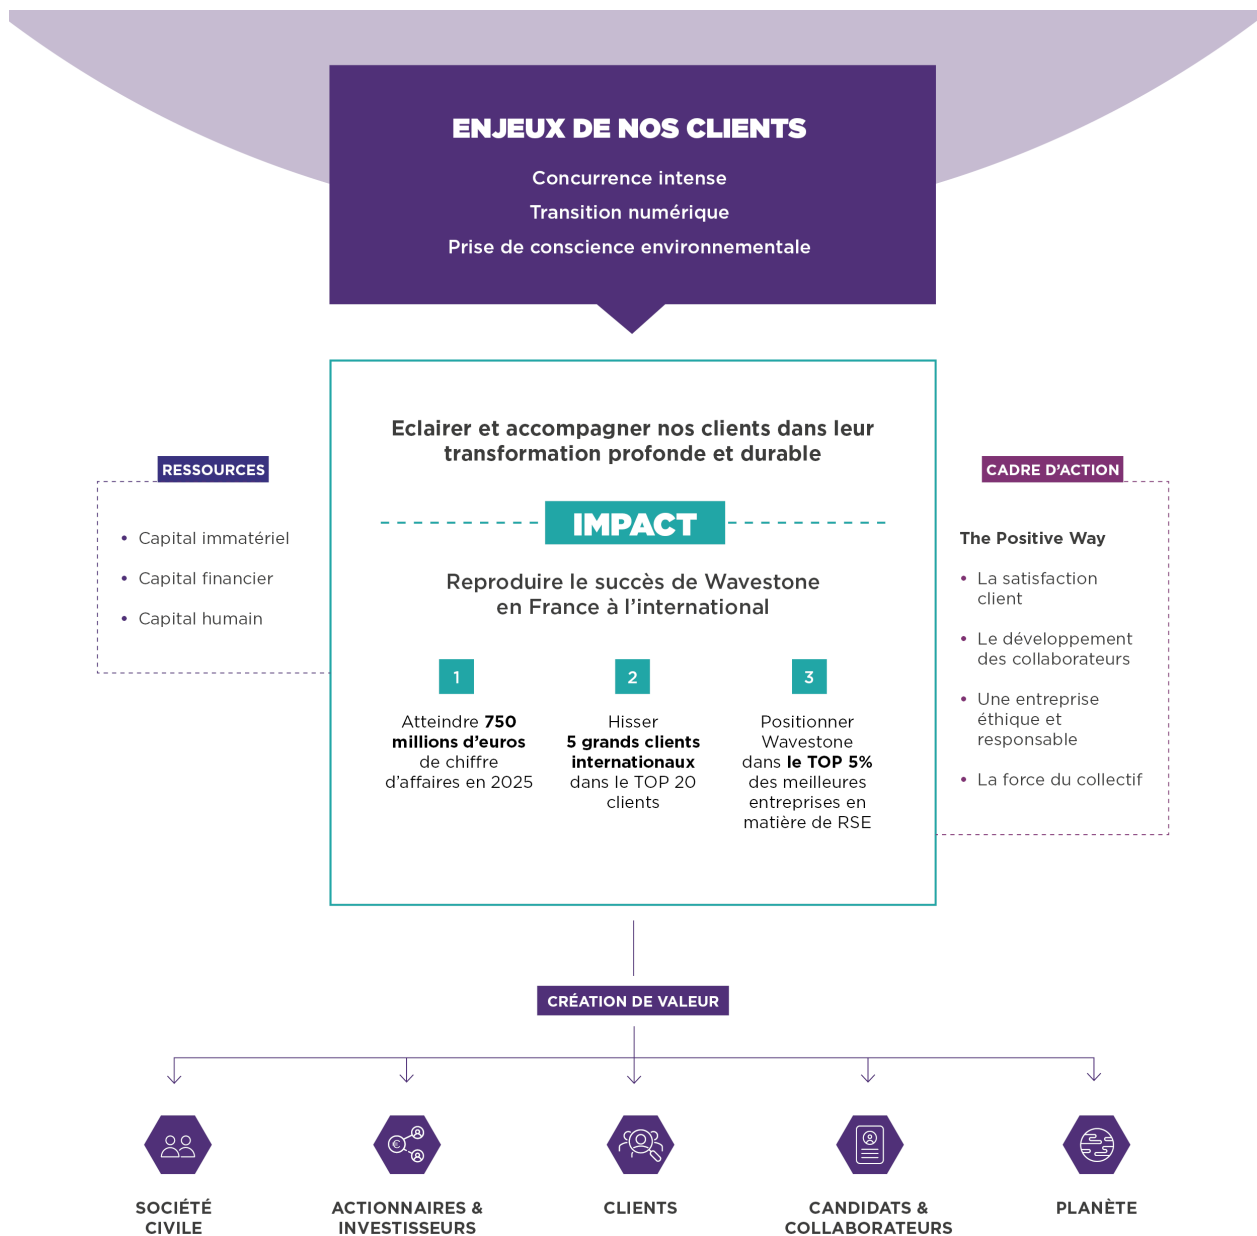 ENJEUX DE NOS CLIENTS
Concurrence intense
Transition numérique
Prise de conscience environnementale
Eclairer et accompagner nos clients dans leur
transformation profonde et durable
IMPACT
Reproduire le succès de Wavestone
en France à l'international
1
Atteindre 750
millions d'euros
de chiffre
d'affaires en 2025
2
Hisser
5 grands clients
internationaux
dans le TOP 20
clients
3
Positionner
Wavestone
dans le TOP 5%
des meilleures
entreprises en
matière de RSE
RESSOURCES
• Capital immatériel
• Capital financier
• Capital humain
CADRE D'ACTION
The Positive Way
• La satisfaction
client
• Le développement
des collaborateurs
• Une entreprise
éthique et
responsable
• La force du collectif
CRÉATION DE VALEUR
SOCIÉTÉ
CIVILE
€
ACTIONNAIRES &
INVESTISSEURS
CLIENTS
CANDIDATS &
COLLABORATEURS
PLANÈTE